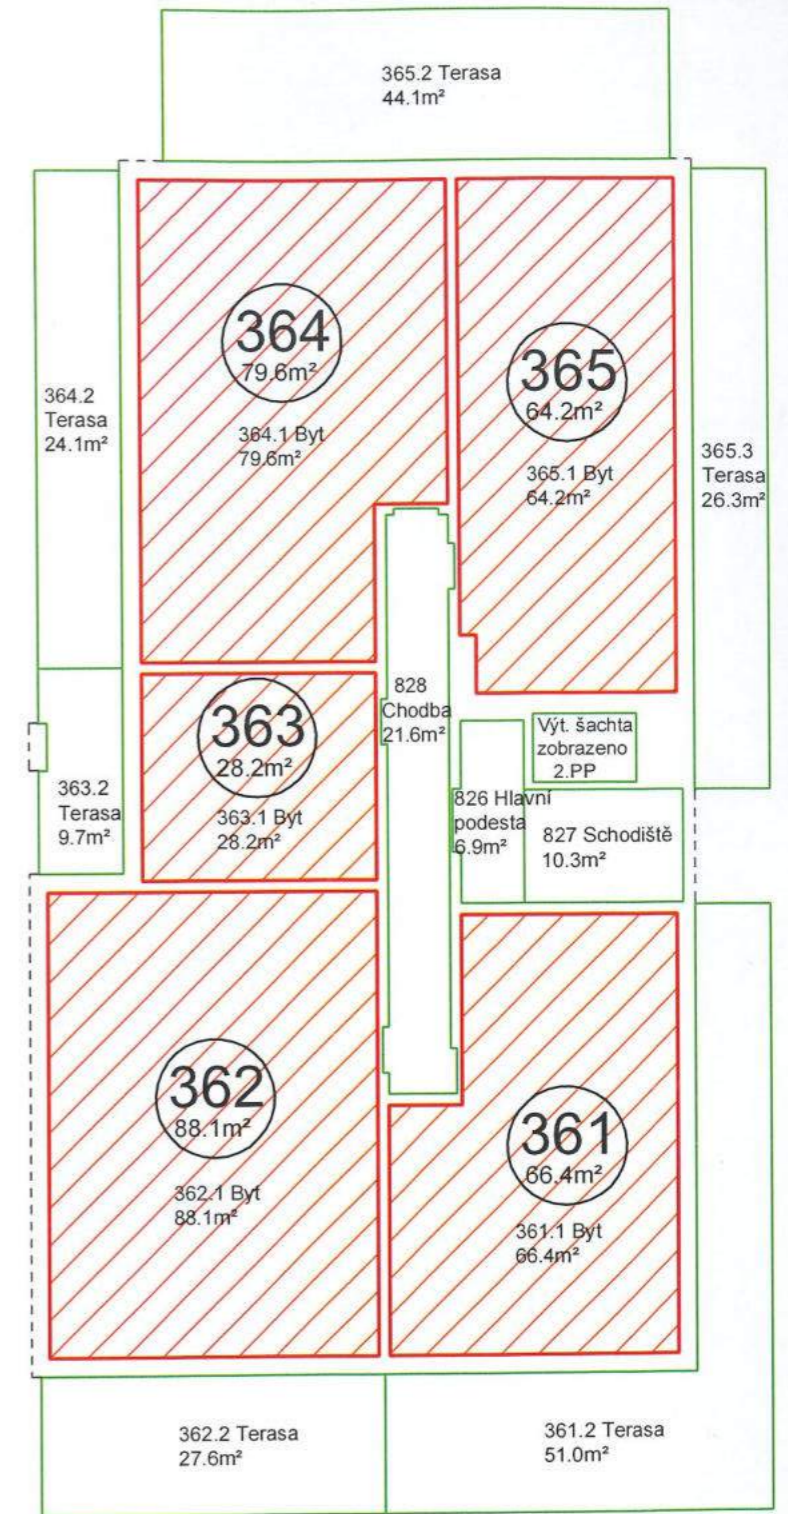 365.2 Terasa
44.1m²
364
79.6m²
364.1 Byt
79.6m²
365
64.2m²
365.1 Byt
64.2m²
364.2
Terasa
24.1m²
365.3
Terasa
26.3m²
828
Chodba
21.6m²
363
28.2m²
363.1 Byt
28.2m²
363.2
Terasa
9.7m²
Výt. šachta
zobrazeno
2.PP
826 Hlavní
podesta
6.9m²
827 Schodiště
10.3m²
362
88.1m²
362.1 Byt
88.1m²
361
66.4m²
361.1 Byt
66.4m²
362.2 Terasa
27.6m²
361.2 Terasa
51.0m²